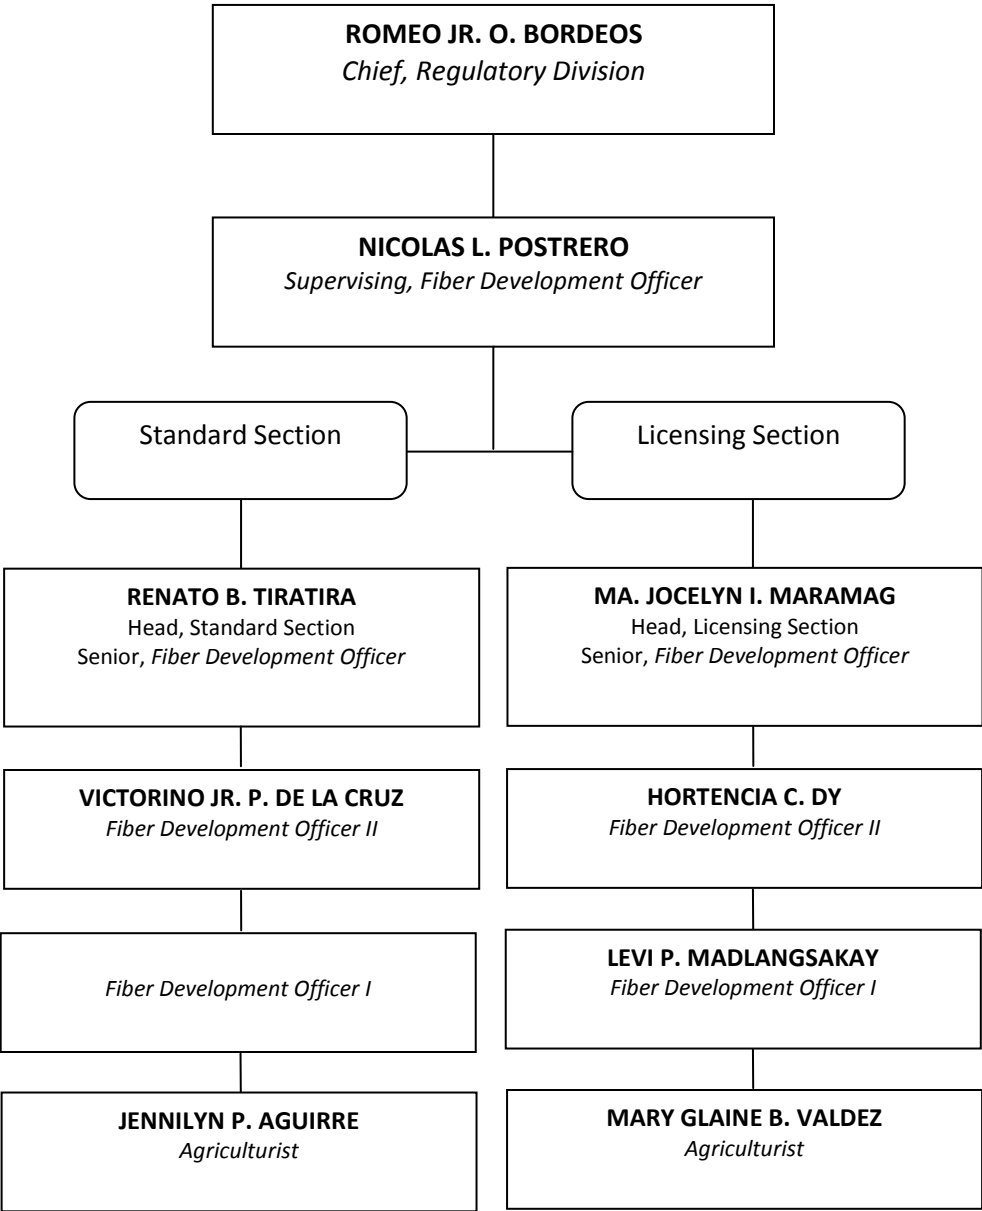 ROMEO JR. O. BORDEOS
Chief, Regulatory Division
NICOLAS L. POSTRERO
Supervising, Fiber Development Officer
Standard Section
Licensing Section
RENATO B. TIRATIRA
Head, Standard Section
Senior, Fiber Development Officer
MA. JOCELYN I. MARAMAG
Head, Licensing Section
Senior, Fiber Development Officer
VICTORINO JR. P. DE LA CRUZ
Fiber Development Officer II
HORTENCIA C. DY
Fiber Development Officer II
Fiber Development Officer I
LEVI P. MADLANGSAKAY
Fiber Development Officer I
JENNILYN P. AGUIRRE
Agriculturist
MARY GLAINE B. VALDEZ
Agriculturist